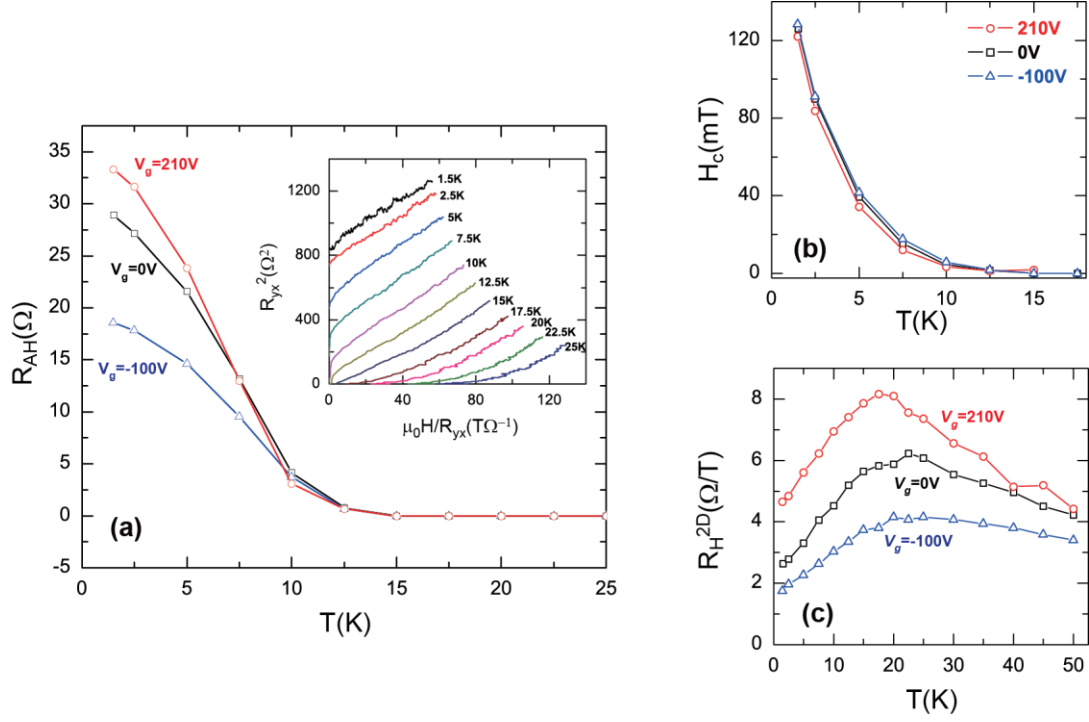 35
30
25
20
15
10
5
0
-5
R_AH(Ω)
V_g=210V
V_g=0V
V_g=-100V
(a)
0
5
10
15
20
25
T(K)
1200
800
400
0
R_yx²(Ω²)
1.5K
2.5K
5K
7.5K
10K
12.5K
15K
17.5K
20K
22.5K
25K
0
40
80
120
μ₀H/R_yx(TΩ⁻¹)
120
80
40
0
H_c(mT)
210V
0V
-100V
(b)
0
5
10
15
T(K)
8
6
4
2
0
R_H^2D(Ω/T)
V_g=210V
V_g=0V
V_g=-100V
(c)
0
10
20
30
40
50
T(K)